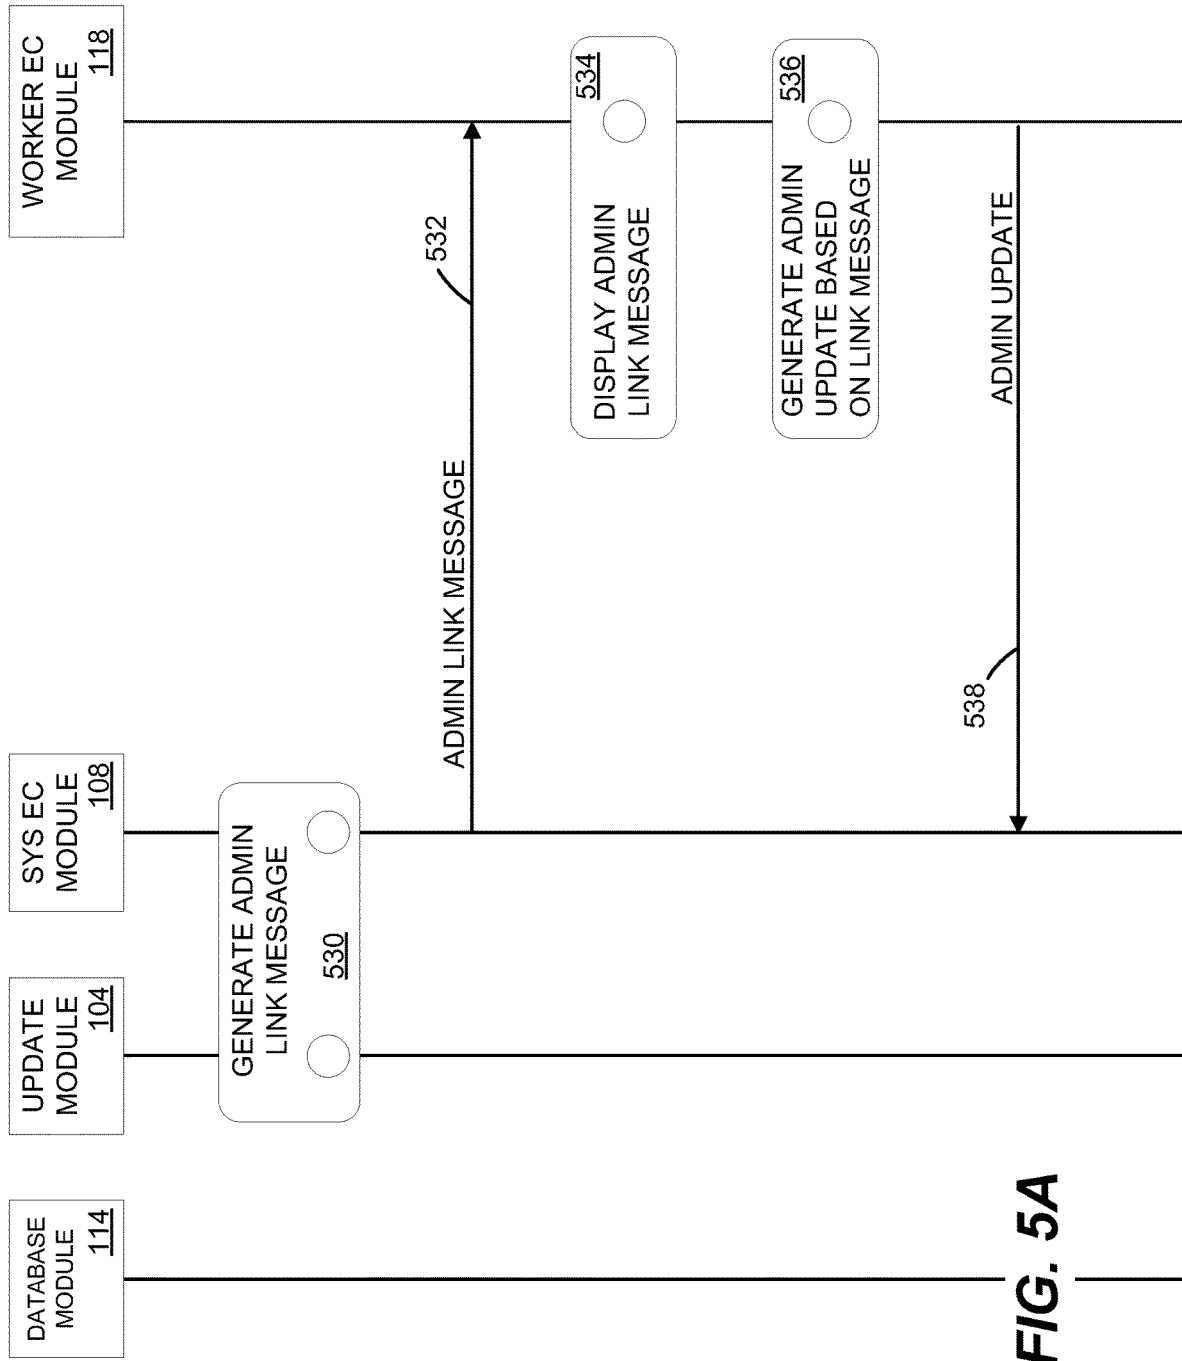 DATABASE
MODULE
114
UPDATE
MODULE
104
SYS EC
MODULE
108
WORKER EC
MODULE
118
GENERATE ADMIN
LINK MESSAGE
530
ADMIN LINK MESSAGE
532
DISPLAY ADMIN
LINK MESSAGE
534
GENERATE ADMIN
UPDATE BASED
ON LINK MESSAGE
536
ADMIN UPDATE
538
FIG. 5A